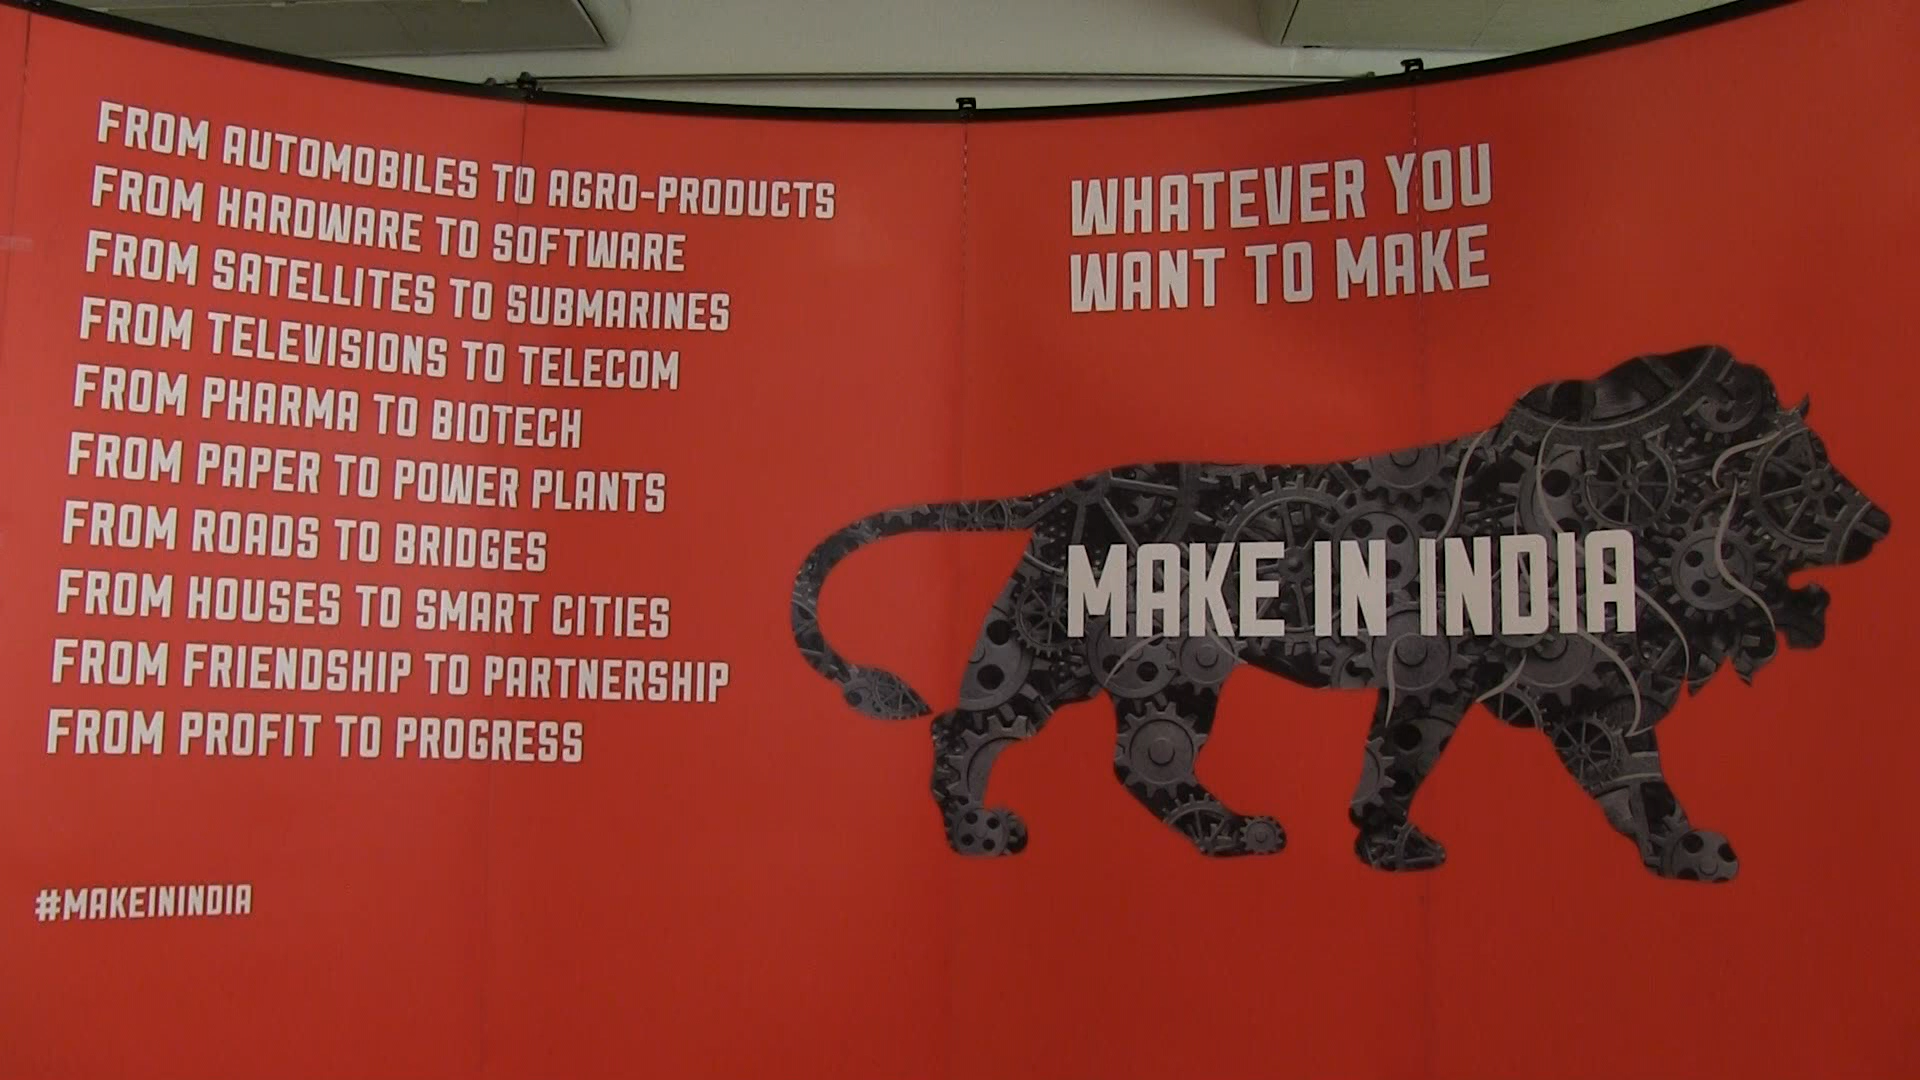 FROM AUTOMOBILES TO AGRO-PRODUCTS
FROM HARDWARE TO SOFTWARE
FROM SATELLITES TO SUBMARINES
FROM TELEVISIONS TO TELECOM
FROM PHARMA TO BIOTECH
FROM PAPER TO POWER PLANTS
FROM ROADS TO BRIDGES
FROM HOUSES TO SMART CITIES
FROM FRIENDSHIP TO PARTNERSHIP
FROM PROFIT TO PROGRESS
#MAKEININDIA
WHATEVER YOU
WANT TO MAKE
MAKE IN INDIA